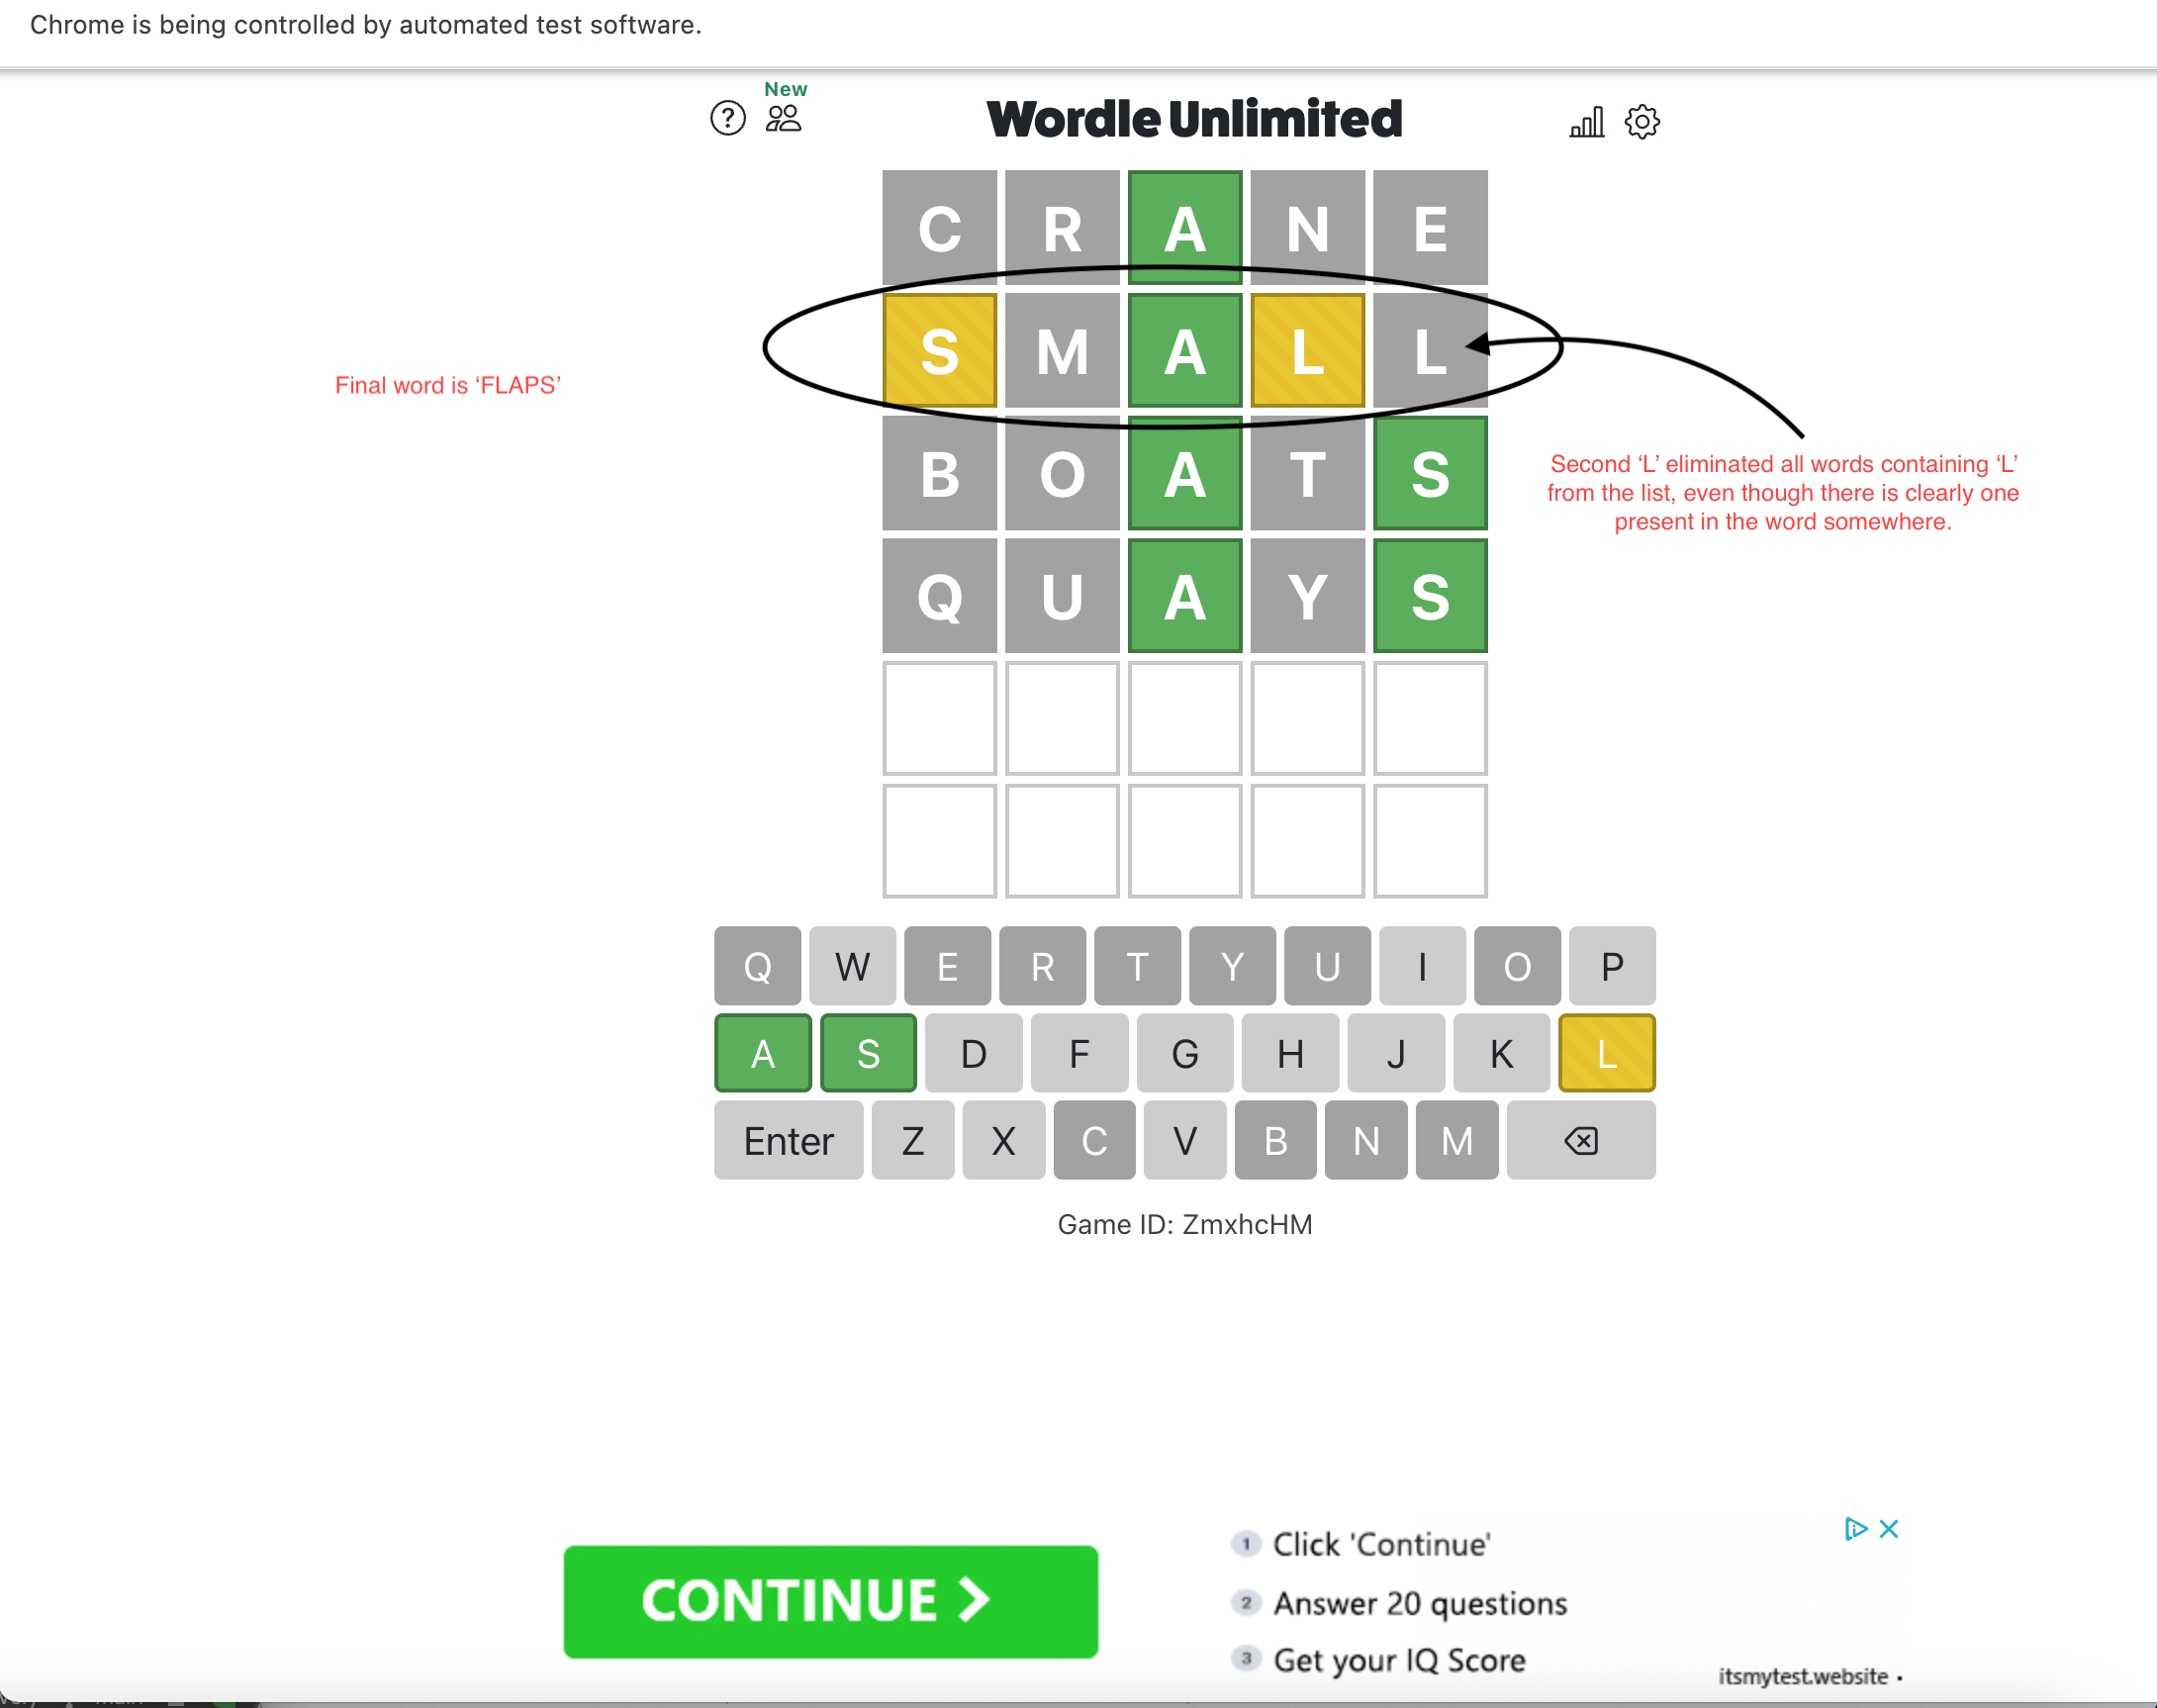 Chrome is being controlled by automated test software.
New
Wordle Unlimited
C R A N E
S M A L L
Final word is ‘FLAPS’
B O A T S
Second ‘L’ eliminated all words containing ‘L’
from the list, even though there is clearly one
present in the word somewhere.
Q U A Y S
Q W E R T Y U I O P
A S D F G H J K L
Enter Z X C V B N M
Game ID: ZmxhcHM
CONTINUE
1 Click 'Continue'
2 Answer 20 questions
3 Get your IQ Score
itsmytest.website